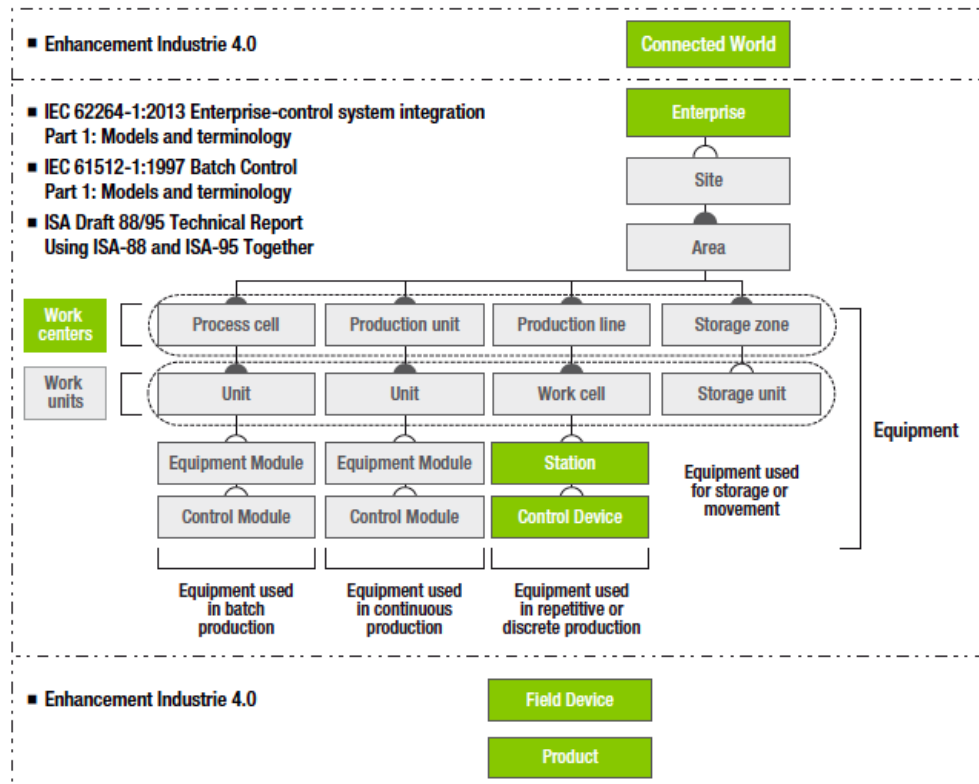 ▪ Enhancement Industrie 4.0
Connected World
▪ IEC 62264-1:2013 Enterprise-control system integration
Part 1: Models and terminology
▪ IEC 61512-1:1997 Batch Control
Part 1: Models and terminology
▪ ISA Draft 88/95 Technical Report
Using ISA-88 and ISA-95 Together
Enterprise
Site
Area
Work
centers
Process cell
Production unit
Production line
Storage zone
Work
units
Unit
Unit
Work cell
Storage unit
Equipment
Equipment Module
Equipment Module
Station
Equipment used
for storage or
movement
Control Module
Control Module
Control Device
Equipment used
in batch
production
Equipment used
in continuous
production
Equipment used
in repetitive or
discrete production
▪ Enhancement Industrie 4.0
Field Device
Product